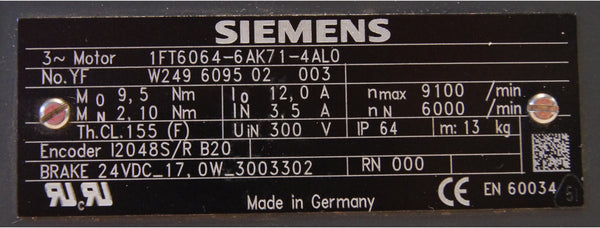 SIEMENS
3~ Motor 1FT6064-6AK71-4AL0
No.YF W249 6095 02 003
M0 9,5 Nm I0 12,0 A nmax 9100 /min
MN 2,10 Nm IN 3,5 A nN 6000 /min
Th.CL.155 (F) UiN 300 V IP 64 m: 13 kg
Encoder I2048S/R B20
BRAKE 24VDC_17,0W_3003302 RN 000
Made in Germany CE EN 60034